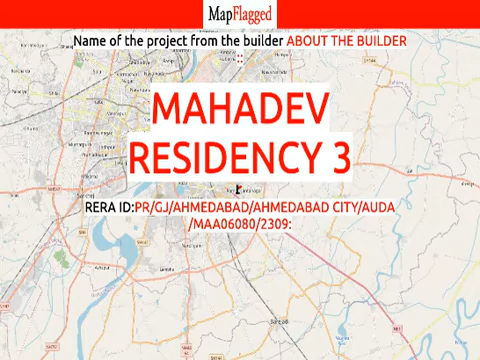 MapFlagged
Name of the project from the builder ABOUT THE BUILDER
::
MAHADEV
RESIDENCY 3
RERA ID:PR/GJ/AHMEDABAD/AHMEDABAD CITY/AUDA
/MAA06080/2309: